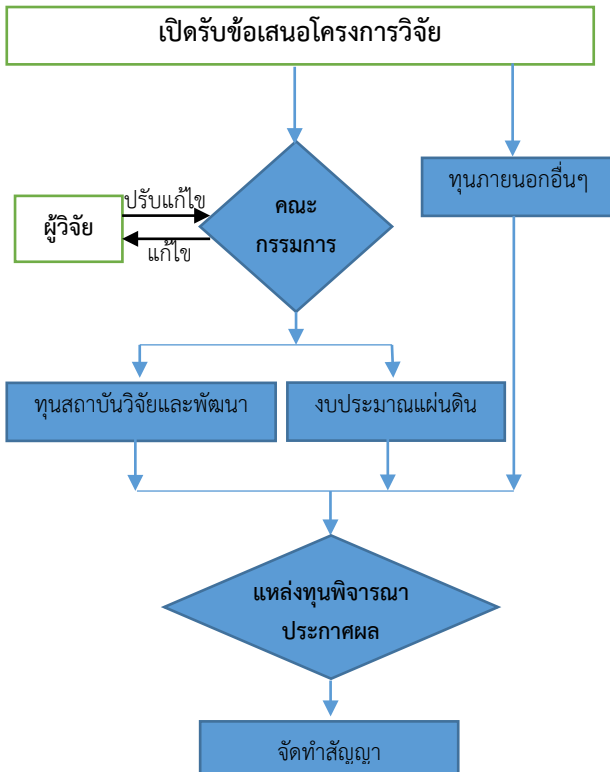 เปิดรับข้อเสนอโครงการวิจัย
ทุนภายนอกอื่นๆ
ปรับแก้ไข
ผู้วิจัย
แก้ไข
คณะ
กรรมการ
ทุนสถาบันวิจัยและพัฒนา
งบประมาณแผ่นดิน
แหล่งทุนพิจารณา
ประกาศผล
จัดทำสัญญา